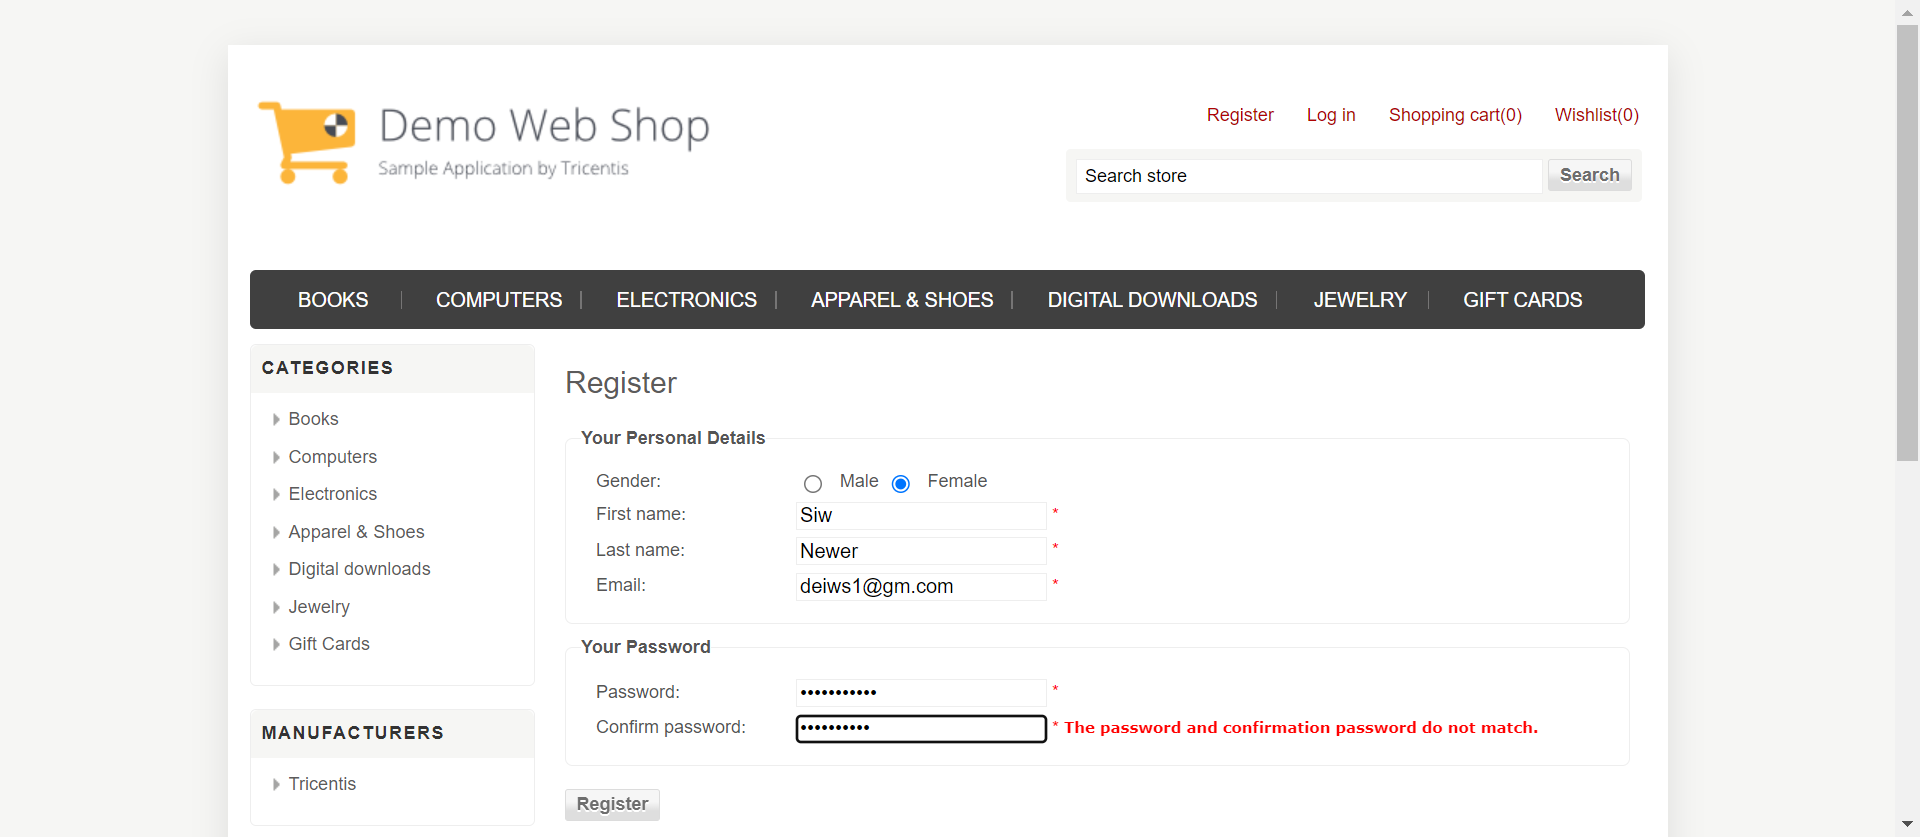 Demo Web Shop
Sample Application by Tricentis
Register Log in Shopping cart(0) Wishlist(0)
Search store Search
BOOKS COMPUTERS ELECTRONICS APPAREL & SHOES DIGITAL DOWNLOADS JEWELRY GIFT CARDS
CATEGORIES
Books
Computers
Electronics
Apparel & Shoes
Digital downloads
Jewelry
Gift Cards
MANUFACTURERS
Tricentis
Register
Your Personal Details
Gender: Male Female
First name: Siw *
Last name: Newer *
Email: deiws1@gm.com *
Your Password
Password: ••••••••••• *
Confirm password: •••••••••• * The password and confirmation password do not match.
Register